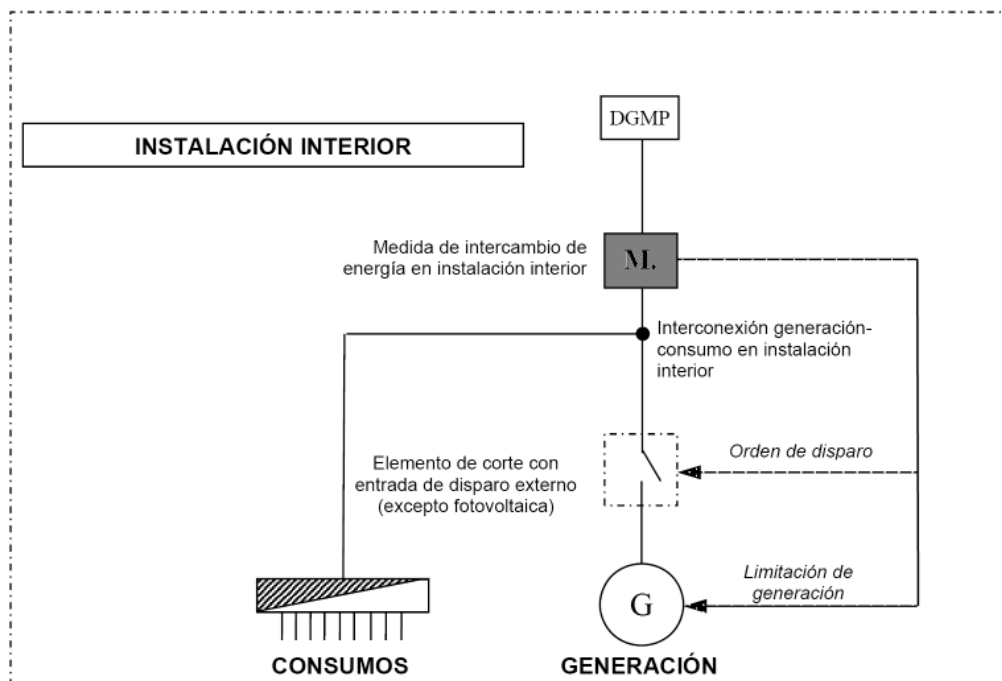 DGMP
INSTALACIÓN INTERIOR
Medida de intercambio de
energía en instalación interior
M.
Interconexión generación-
consumo en instalación
interior
Elemento de corte con
entrada de disparo externo
(excepto fotovoltaica)
Orden de disparo
Limitación de
generación
G
CONSUMOS
GENERACIÓN